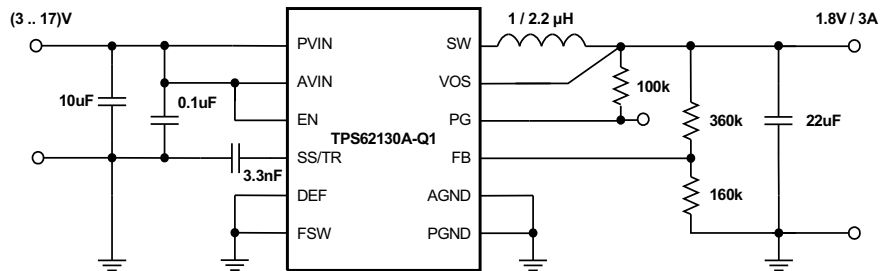 (3 .. 17)V
1 / 2.2 µH
1.8V / 3A
PVIN
SW
AVIN
VOS
100k
10uF
0.1uF
EN
PG
360k
22uF
TPS62130A-Q1
SS/TR
FB
3.3nF
DEF
AGND
160k
FSW
PGND